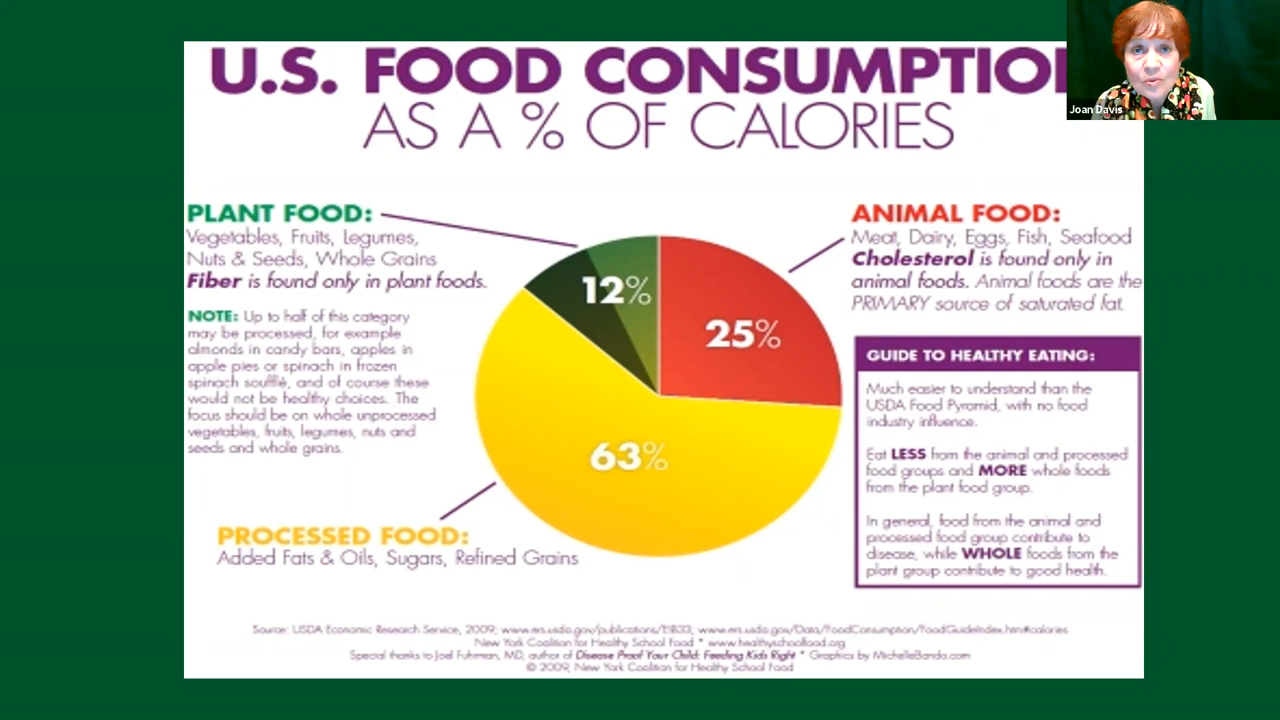 U.S. FOOD CONSUMPTION
AS A % OF CALORIES
Joan Davis
PLANT FOOD:
Vegetables, Fruits, Legumes,
Nuts & Seeds, Whole Grains
Fiber is found only in plant foods.
NOTE: Up to half of this category
may be processed, for example
almonds in candy bars, apples in
apple pies or spinach in frozen
spinach soufflé, and of course these
would not be healthy choices. The
focus should be on whole unprocessed
vegetables, fruits, legumes, nuts and
seeds and whole grains.
12%
25%
63%
PROCESSED FOOD:
Added Fats & Oils, Sugars, Refined Grains
ANIMAL FOOD:
Meat, Dairy, Eggs, Fish, Seafood
Cholesterol is found only in
animal foods. Animal foods are the
PRIMARY source of saturated fat.
GUIDE TO HEALTHY EATING:
Much easier to understand than the
USDA Food Pyramid, with no food
industry influence.
Eat LESS from the animal and processed
food groups and MORE whole foods
from the plant food group.
In general, food from the animal and
processed food group contribute to
disease, while WHOLE foods from the
plant group contribute to good health.
Source: USDA Economic Research Service, 2009; www.ers.usda.gov/publications/EIB33; www.ers.usda.gov/Data/FoodConsumption/FoodGuideIndex.htm#calories
New York Coalition for Healthy School Food * www.healthyschoolfood.org
Special thanks to Joel Fuhrman, MD, author of Disease Proof Your Child: Feeding Kids Right * Graphics by MichelleBando.com
© 2009, New York Coalition for Healthy School Food